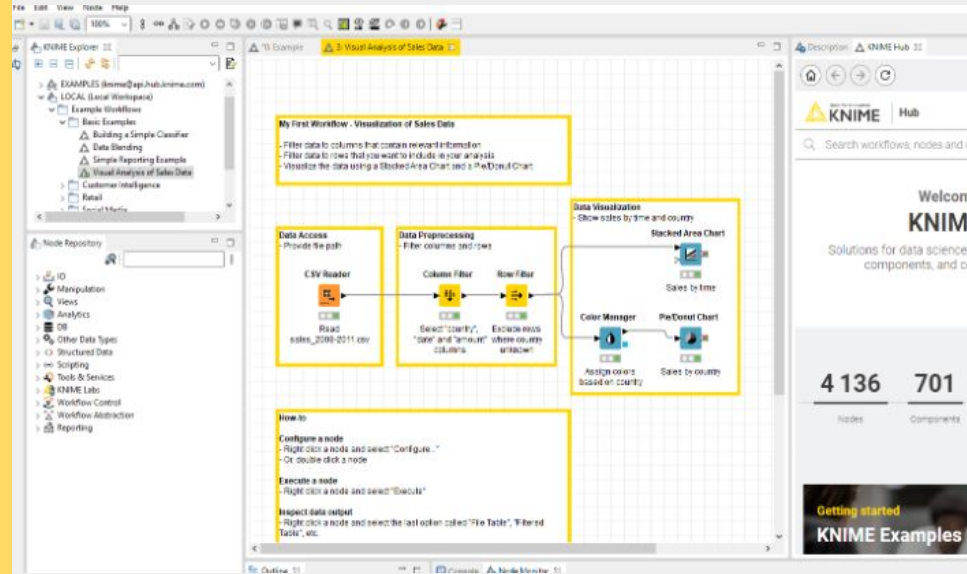 File Edit View Node Help
100%
KNIME Explorer
EXAMPLES (knime@api.hub.knime.com)
LOCAL (Local Workspace)
Example Workflows
Basic Examples
Building a Simple Classifier
Data Blending
Simple Reporting Example
Visual Analysis of Sales Data
Customer Intelligence
Retail
Social Media
Node Repository
IO
Manipulation
Views
Analytics
DB
Other Data Types
Structured Data
Scripting
Tools & Services
KNIME Labs
Workflow Control
Workflow Abstraction
Reporting
Example
3: Visual Analysis of Sales Data
My First Workflow - Visualization of Sales Data
- Filter data to columns that contain relevant information
- Filter data to rows that you want to include in your analysis
- Visualize the data using a Stacked Area Chart and a Pie/Donut Chart
Data Access
- Provide file path
CSV Reader
Read
sales_2008-2011.csv
Data Preprocessing
- Filter columns and rows
Column Filter
Select "country",
"date" and "amount"
columns
Row Filter
Exclude rows
where country
unknown
Data Visualization
- Show sales by time and country
Stacked Area Chart
Sales by time
Color Manager
Assign colors
based on country
Pie/Donut Chart
Sales by country
How-to
Configure a node
- Right click a node and select "Configure..."
- Or, double click a node
Execute a node
- Right click a node and select "Execute"
Inspect data output
- Right click a node and select the last option called "File Table", "Filtered
Table", etc.
Outline
Console
Node Monitor
Description
KNIME Hub
KNIME | Hub
Search workflows, nodes and
Welcom
KNIM
Solutions for data science
components, and c
4 136
Nodes
701
Components
Getting started
KNIME Examples